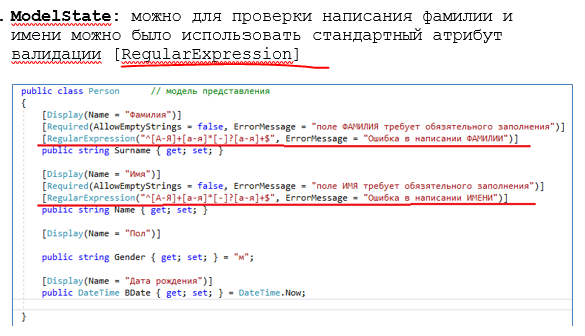 . ModelState: можно для проверки написания фамилии и
имени можно было использовать стандартный атрибут
валидации [RegularExpression]
public class Person // модель представления
{
[Display(Name = "Фамилия")]
[Required(AllowEmptyStrings = false, ErrorMessage = "поле ФАМИЛИЯ требует обязательного заполнения")]
[RegularExpression("^[А-Я]+[а-я]*[-]?[а-я]+$", ErrorMessage = "Ошибка в написании ФАМИЛИИ")]
public string Surname { get; set; }
[Display(Name = "Имя")]
[Required(AllowEmptyStrings = false, ErrorMessage = "поле ИМЯ требует обязательного заполнения")]
[RegularExpression("^[А-Я]+[а-я]*[-]?[а-я]+$", ErrorMessage = "Ошибка в написании ИМЕНИ")]
public string Name { get; set; }
[Display(Name = "Пол")]
public string Gender { get; set; } = "м";
[Display(Name = "Дата рождения")]
public DateTime BDate { get; set; } = DateTime.Now;
}